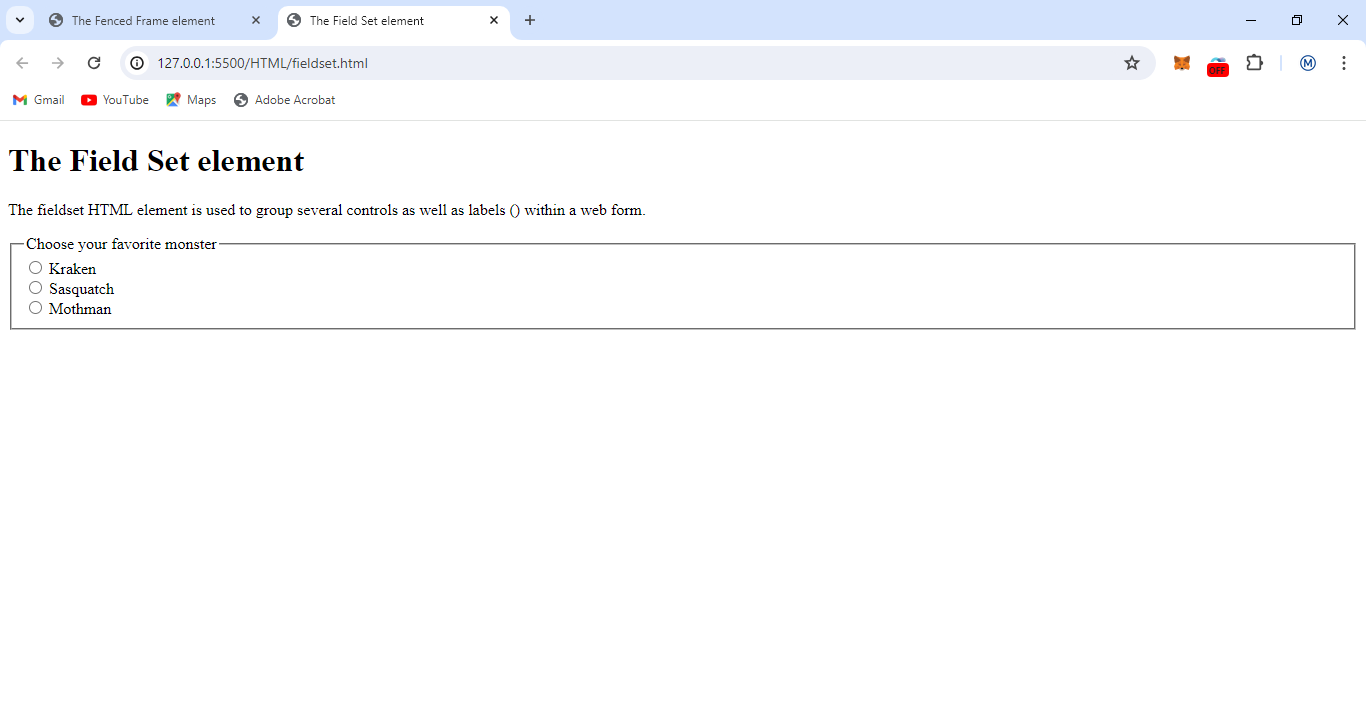 The Fenced Frame element
The Field Set element
127.0.0.1:5500/HTML/fieldset.html
OFF
M
Gmail
YouTube
Maps
Adobe Acrobat
The Field Set element
The fieldset HTML element is used to group several controls as well as labels () within a web form.
Choose your favorite monster
Kraken
Sasquatch
Mothman